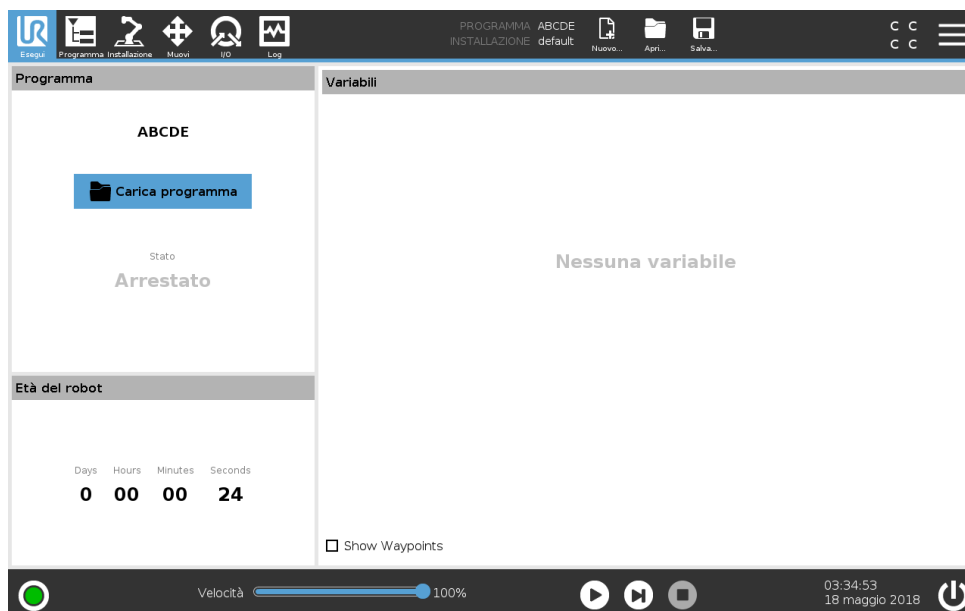 UR
Esegui
Programma
Installazione
Muovi
I/O
Log
PROGRAMMA ABCDE
INSTALLAZIONE default
Nuovo...
Apri...
Salva...
C C
C C
Programma
ABCDE
Carica programma
Stato
Arrestato
Età del robot
Days Hours Minutes Seconds
0 00 00 24
Variabili
Nessuna variabile
Show Waypoints
Velocità 100%
03:34:53
18 maggio 2018